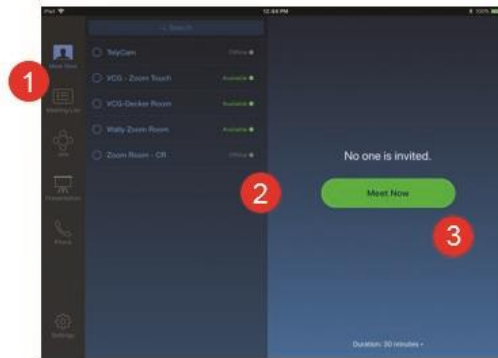 iPad
12:44 PM
100%
Search
Meet Now
TelyCam
Offline
1
VCG - Zoom Touch
Available
Meeting List
VCG-Decker Room
Available
Wally Zoom Room
Available
Join
Zoom Room - CR
Offline
No one is invited.
2
Meet Now
Presentation
3
Phone
Settings
Duration: 30 minutes